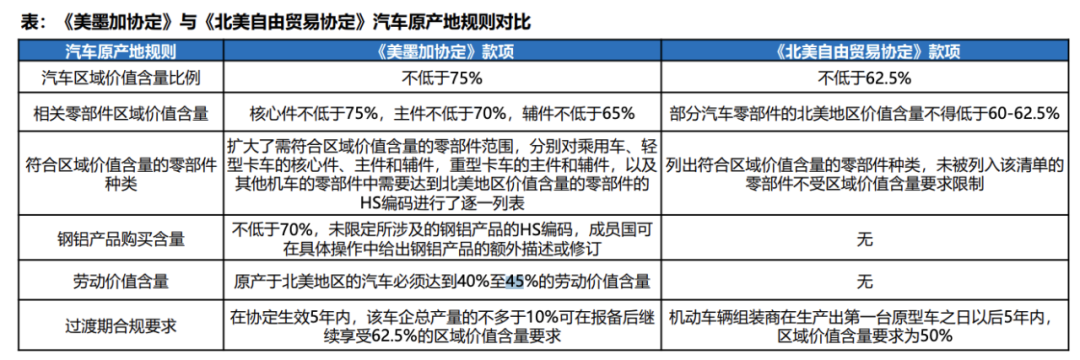 表：《美墨加协定》与《北美自由贸易协定》汽车原产地规则对比
汽车原产地规则 《美墨加协定》款项 《北美自由贸易协定》款项
汽车区域价值含量比例 不低于75% 不低于62.5%
相关零部件区域价值含量 核心件不低于75%，主件不低于70%，辅件不低于65% 部分汽车零部件的北美地区价值含量不得低于60-62.5%
符合区域价值含量的零部件
种类
扩大了需符合区域价值含量的零部件范围，分别对乘用车、轻
型卡车的核心件、主件和辅件，重型卡车的主件和辅件，以及
其他机车的零部件中需要达到北美地区价值含量的零部件的
HS编码进行了逐一列表
列出符合区域价值含量的零部件种类，未被列入该清单的
零部件不受区域价值含量要求限制
钢铝产品购买含量
不低于70%，未限定所涉及的钢铝产品的HS编码，成员国可
在具体操作中给出钢铝产品的额外描述或修订
无
劳动价值含量 原产于北美地区的汽车必须达到40%至45%的劳动价值含量 无
过渡期合规要求
在协定生效5年内，该车企总产量的不多于10%可在报备后继
续享受62.5%的区域价值含量要求
机动车辆组装商在生产出第一台原型车之日以后5年内，
区域价值含量要求为50%